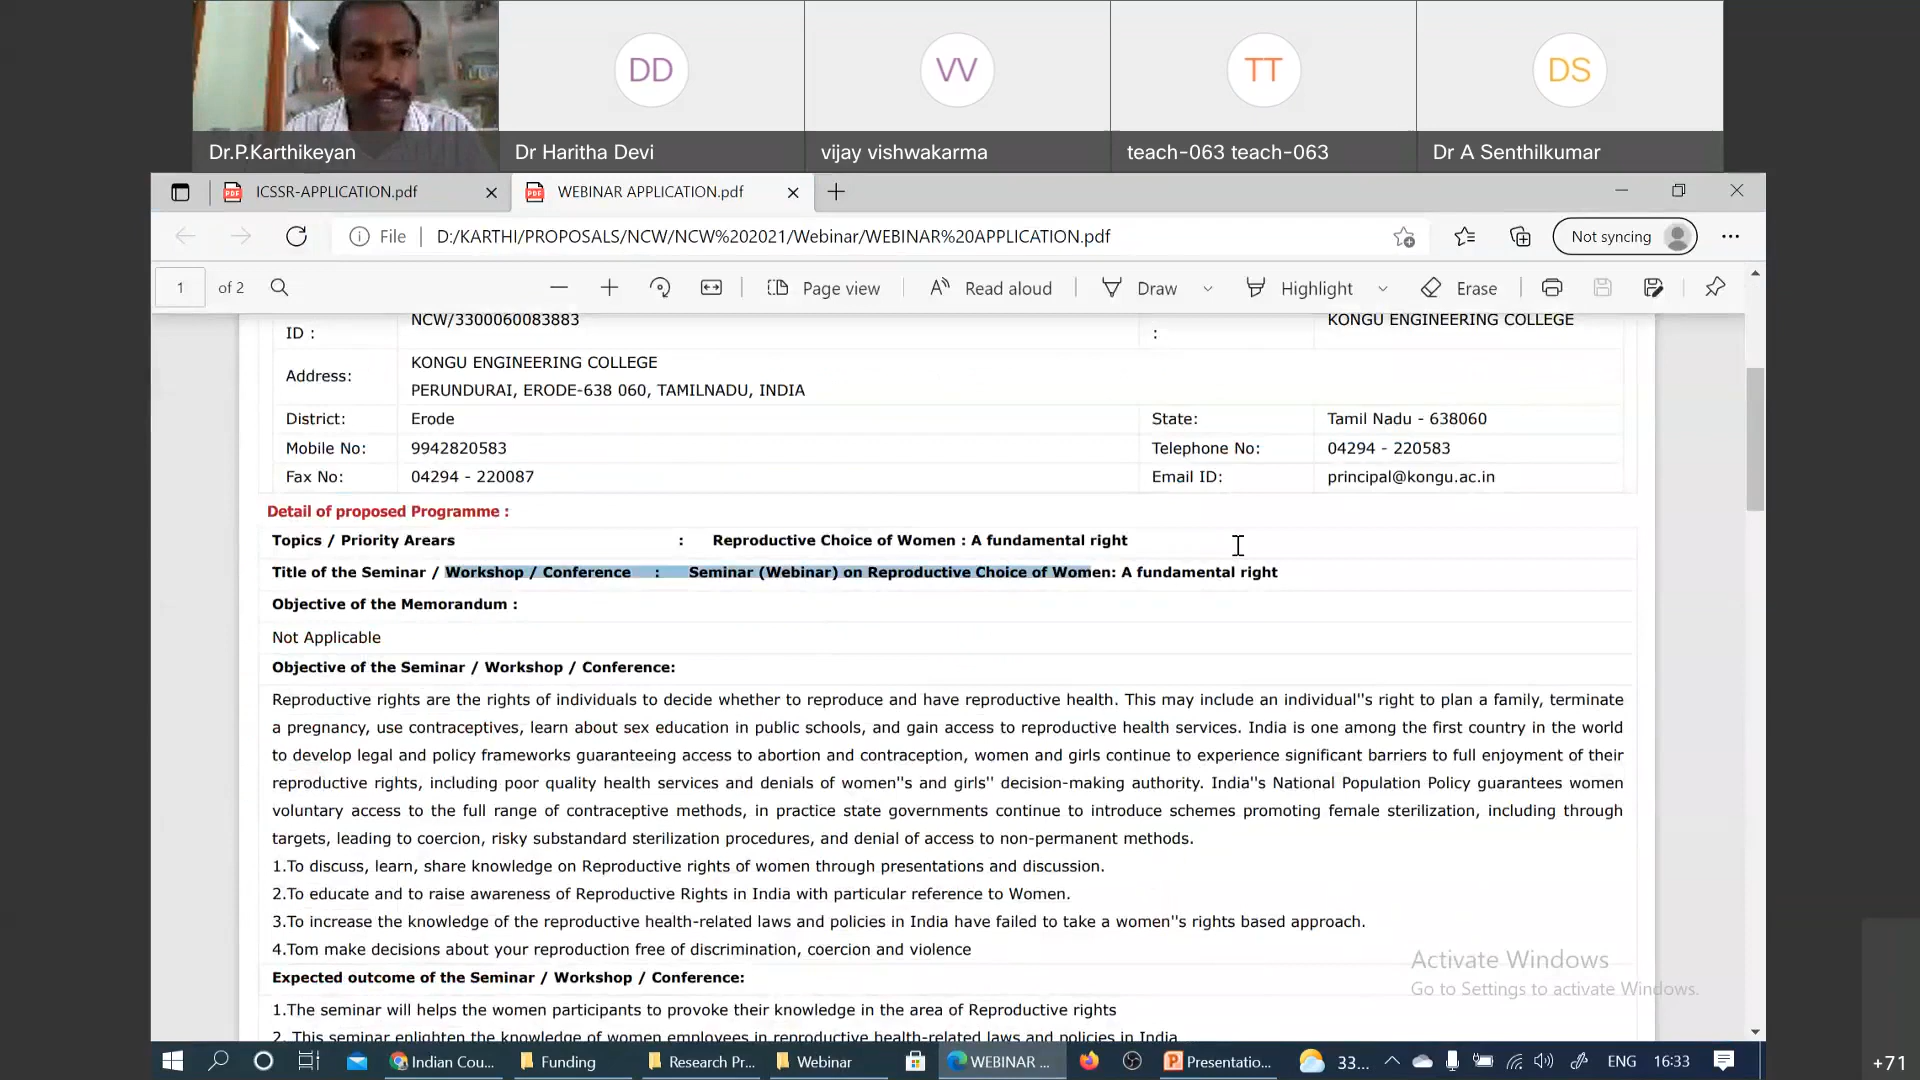 DD
VV
TT
DS
Dr.P.Karthikeyan
Dr Haritha Devi
vijay vishwakarma
teach-063 teach-063
Dr A Senthilkumar
ICSSR-APPLICATION.pdf
WEBINAR APPLICATION.pdf
File
D:/KARTHI/PROPOSALS/NCW/NCW%202021/Webinar/WEBINAR%20APPLICATION.pdf
Not syncing
1 of 2
Page view
Read aloud
Draw
Highlight
Erase
ID : NCW/3300060083883 : KONGU ENGINEERING COLLEGE
Address: KONGU ENGINEERING COLLEGE
PERUNDURAI, ERODE-638 060, TAMILNADU, INDIA
District: Erode State: Tamil Nadu - 638060
Mobile No: 9942820583 Telephone No: 04294 - 220583
Fax No: 04294 - 220087 Email ID: principal@kongu.ac.in
Detail of proposed Programme :
Topics / Priority Arears : Reproductive Choice of Women : A fundamental right
Title of the Seminar / Workshop / Conference : Seminar (Webinar) on Reproductive Choice of Women: A fundamental right
Objective of the Memorandum :
Not Applicable
Objective of the Seminar / Workshop / Conference:
Reproductive rights are the rights of individuals to decide whether to reproduce and have reproductive health. This may include an individual''s right to plan a family, terminate
a pregnancy, use contraceptives, learn about sex education in public schools, and gain access to reproductive health services. India is one among the first country in the world
to develop legal and policy frameworks guaranteeing access to abortion and contraception, women and girls continue to experience significant barriers to full enjoyment of their
reproductive rights, including poor quality health services and denials of women''s and girls'' decision-making authority. India''s National Population Policy guarantees women
voluntary access to the full range of contraceptive methods, in practice state governments continue to introduce schemes promoting female sterilization, including through
targets, leading to coercion, risky substandard sterilization procedures, and denial of access to non-permanent methods.
1.To discuss, learn, share knowledge on Reproductive rights of women through presentations and discussion.
2.To educate and to raise awareness of Reproductive Rights in India with particular reference to Women.
3.To increase the knowledge of the reproductive health-related laws and policies in India have failed to take a women''s rights based approach.
4.Tom make decisions about your reproduction free of discrimination, coercion and violence
Expected outcome of the Seminar / Workshop / Conference:
1.The seminar will helps the women participants to provoke their knowledge in the area of Reproductive rights
2. This seminar enlighten the knowledge of women employees in reproductive health-related laws and policies in India
Activate Windows
Go to Settings to activate Windows.
Indian Cou...
Funding
Research Pr...
Webinar
WEBINAR ...
Presentatio...
33...
ENG
16:33
+71